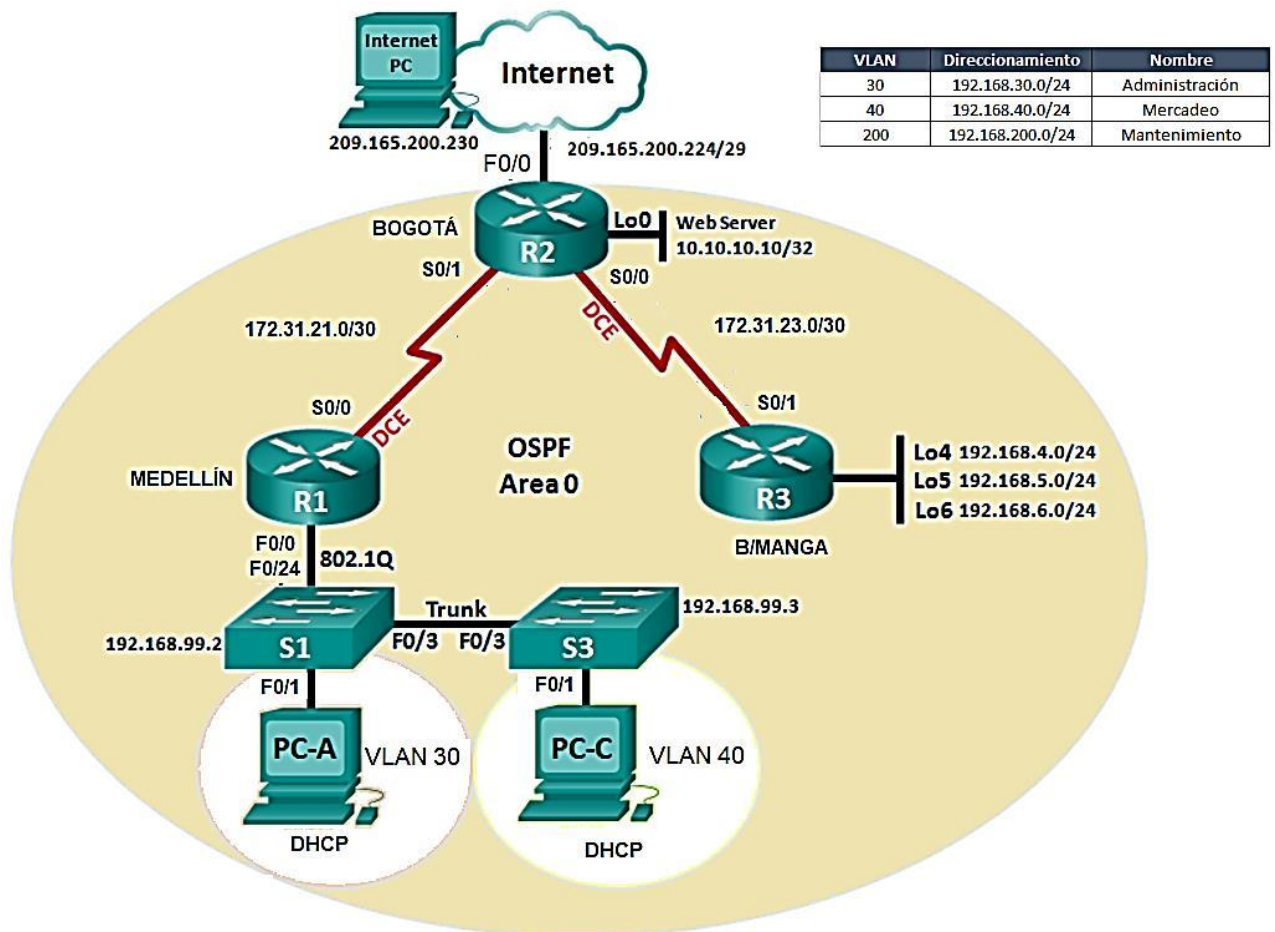 Internet
PC
Internet
209.165.200.230
209.165.200.224/29
F0/0
VLAN Direccionamiento Nombre
30 192.168.30.0/24 Administración
40 192.168.40.0/24 Mercadeo
200 192.168.200.0/24 Mantenimiento
BOGOTÁ
R2
Lo0
Web Server
10.10.10.10/32
S0/1
S0/0
DCE
172.31.21.0/30
172.31.23.0/30
S0/0
DCE
S0/1
MEDELLÍN
R1
OSPF
Area 0
R3
B/MANGA
Lo4 192.168.4.0/24
Lo5 192.168.5.0/24
Lo6 192.168.6.0/24
F0/0
F0/24
802.1Q
192.168.99.2
S1
Trunk
F0/3 F0/3
S3
192.168.99.3
F0/1
F0/1
PC-A
VLAN 30
DHCP
PC-C
VLAN 40
DHCP